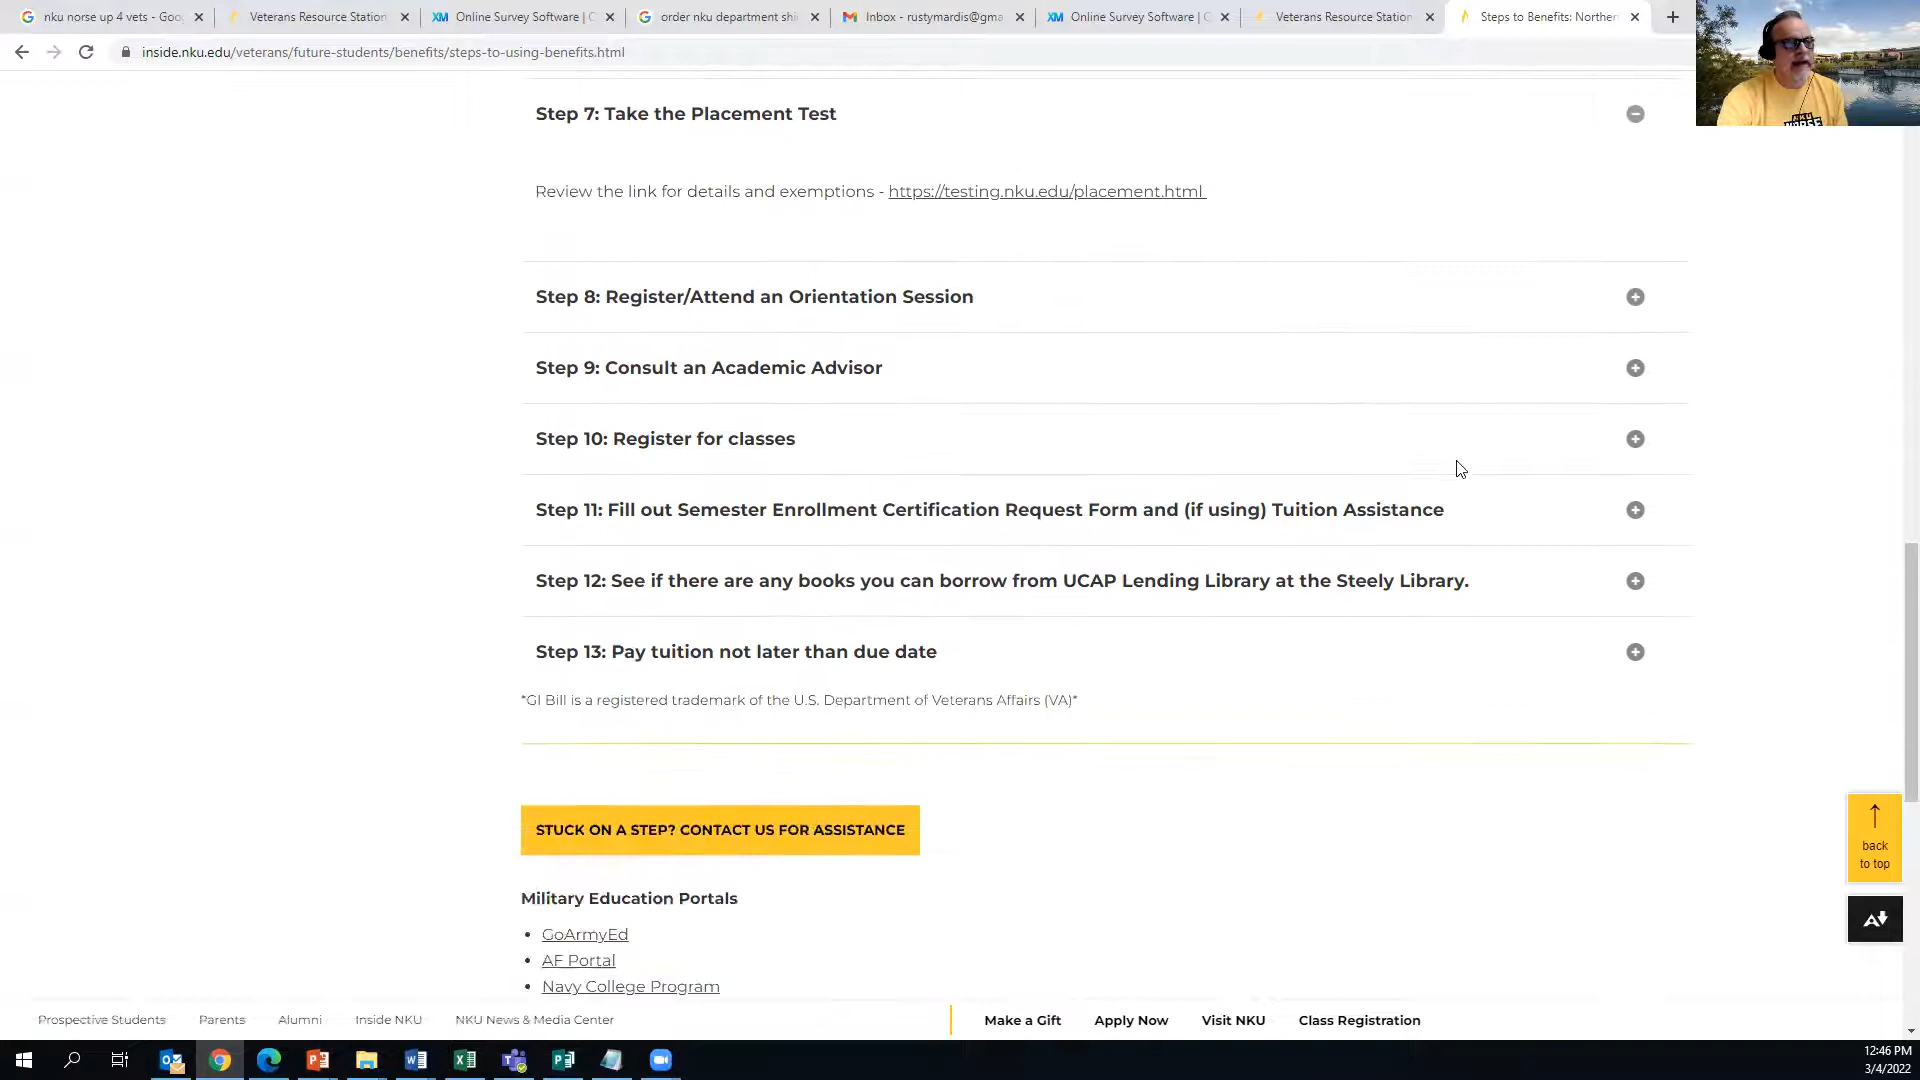 nku norse up 4 vets - Goo
Veterans Resource Station
XM Online Survey Software | C
order nku department shi
Inbox - rustymardis@gma
XM Online Survey Software | C
Veterans Resource Station
Steps to Benefits: Northern
inside.nku.edu/veterans/future-students/benefits/steps-to-using-benefits.html
NKU
NORSE
Step 7: Take the Placement Test
Review the link for details and exemptions - https://testing.nku.edu/placement.html
Step 8: Register/Attend an Orientation Session
Step 9: Consult an Academic Advisor
Step 10: Register for classes
Step 11: Fill out Semester Enrollment Certification Request Form and (if using) Tuition Assistance
Step 12: See if there are any books you can borrow from UCAP Lending Library at the Steely Library.
Step 13: Pay tuition not later than due date
*GI Bill is a registered trademark of the U.S. Department of Veterans Affairs (VA)*
STUCK ON A STEP? CONTACT US FOR ASSISTANCE
back
to top
Military Education Portals
• GoArmyEd
• AF Portal
• Navy College Program
Prospective Students Parents Alumni Inside NKU NKU News & Media Center Make a Gift Apply Now Visit NKU Class Registration
12:46 PM
3/4/2022